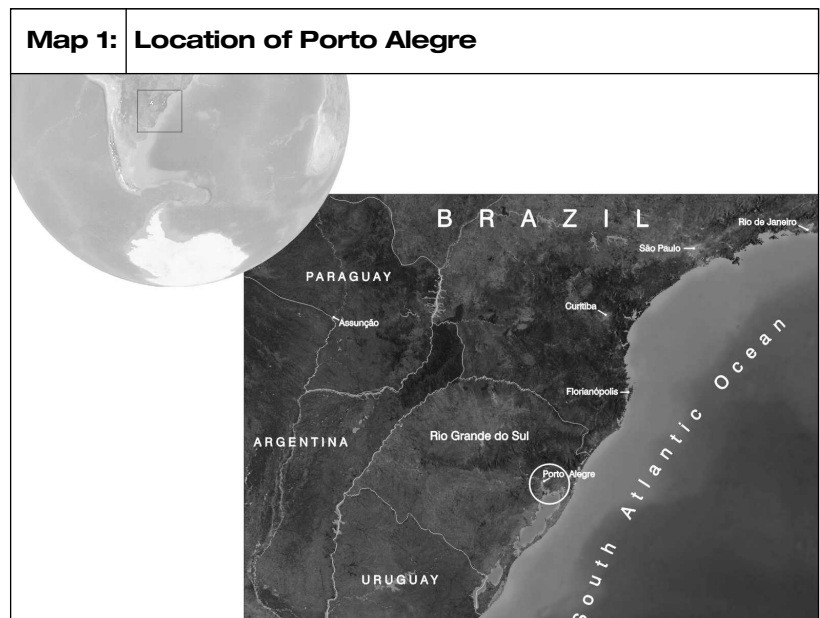 Map 1: Location of Porto Alegre
BRAZIL
Rio de Janeiro
São Paulo
PARAGUAY
Curitiba
Assunção
South Atlantic Ocean
Florianópolis
Rio Grande do Sul
ARGENTINA
Porto Alegre
URUGUAY